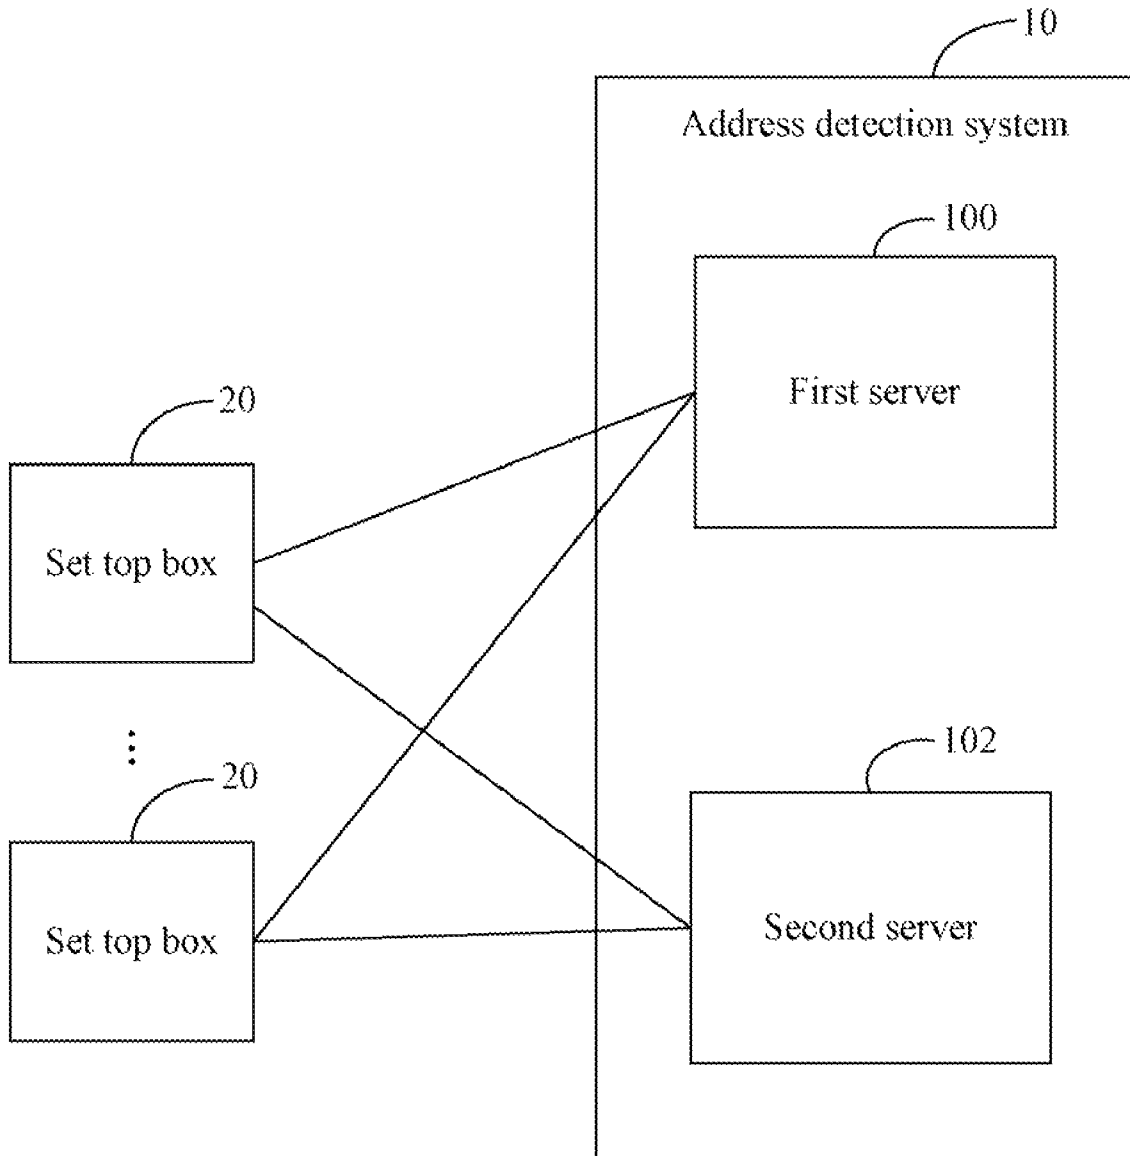 10
Address detection system
100
First server
20
Set top box
102
20
Second server
Set top box